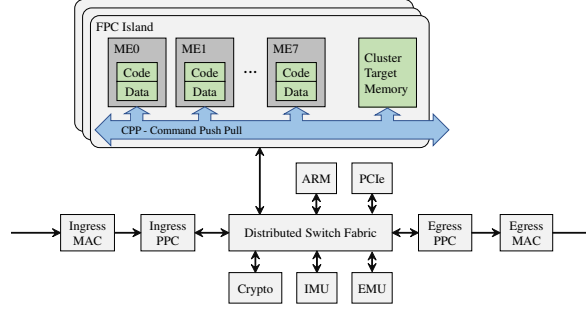 FPC Island
ME0
ME1
ME7
Code
Data
Code
Data
...
Code
Data
Cluster
Target
Memory
CPP - Command Push Pull
ARM
PCIe
Ingress
MAC
Ingress
PPC
Distributed Switch Fabric
Egress
PPC
Egress
MAC
Crypto
IMU
EMU